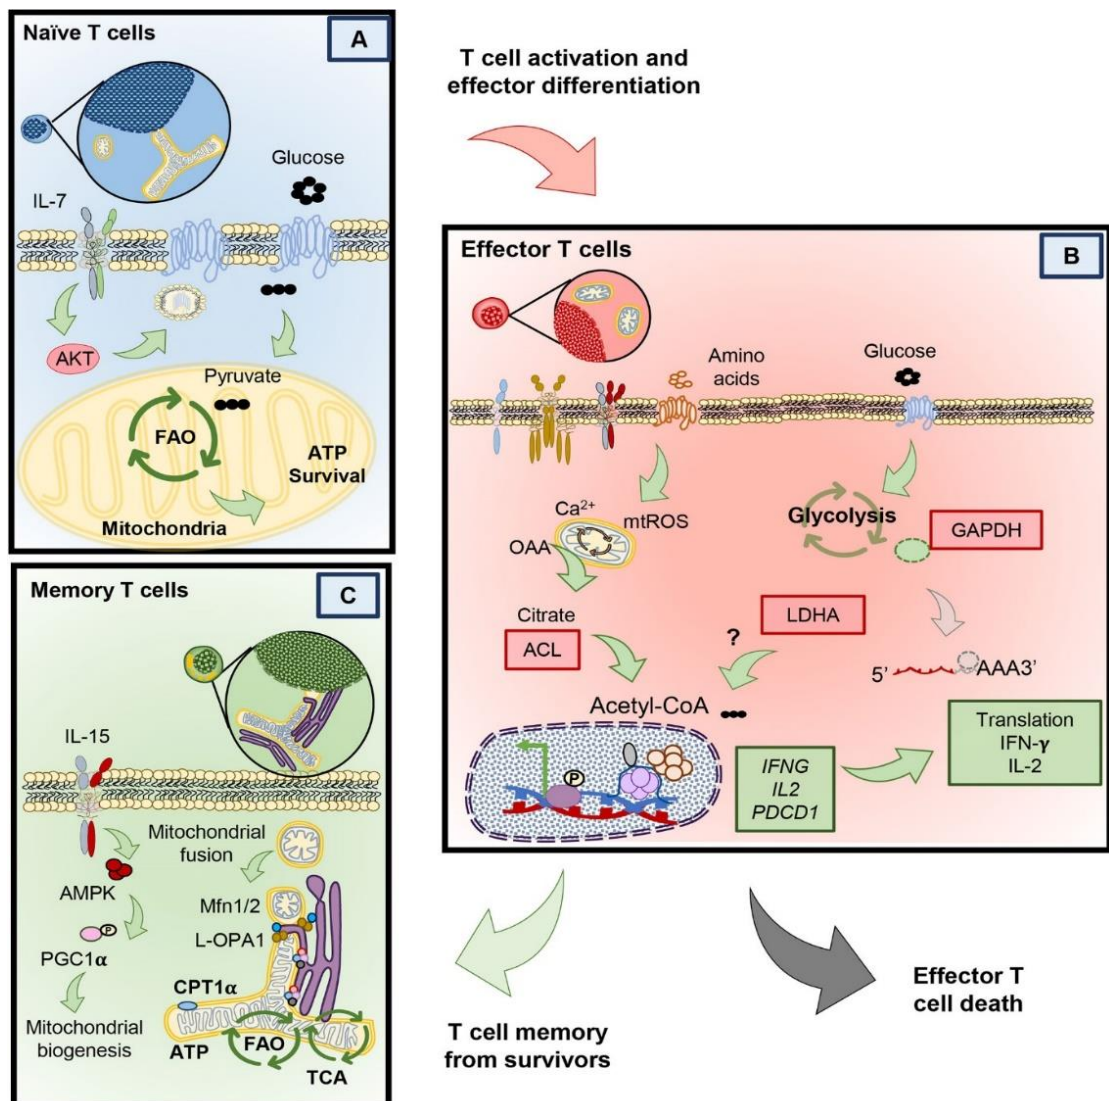 Naïve T cells
A
IL-7
Glucose
AKT
Pyruvate
FAO
ATP
Survival
Mitochondria
T cell activation and
effector differentiation
Effector T cells
B
Amino
acids
Glucose
Ca2+
mtROS
OAA
Glycolysis
GAPDH
Citrate
ACL
LDHA
?
5’
AAA3’
Acetyl-CoA
P
IFNG
IL2
PDCD1
Translation
IFN-γ
IL-2
Memory T cells
C
IL-15
AMPK
P
PGC1α
Mitochondrial
biogenesis
Mitochondrial
fusion
Mfn1/2
L-OPA1
CPT1α
ATP
FAO
TCA
T cell memory
from survivors
Effector T
cell death